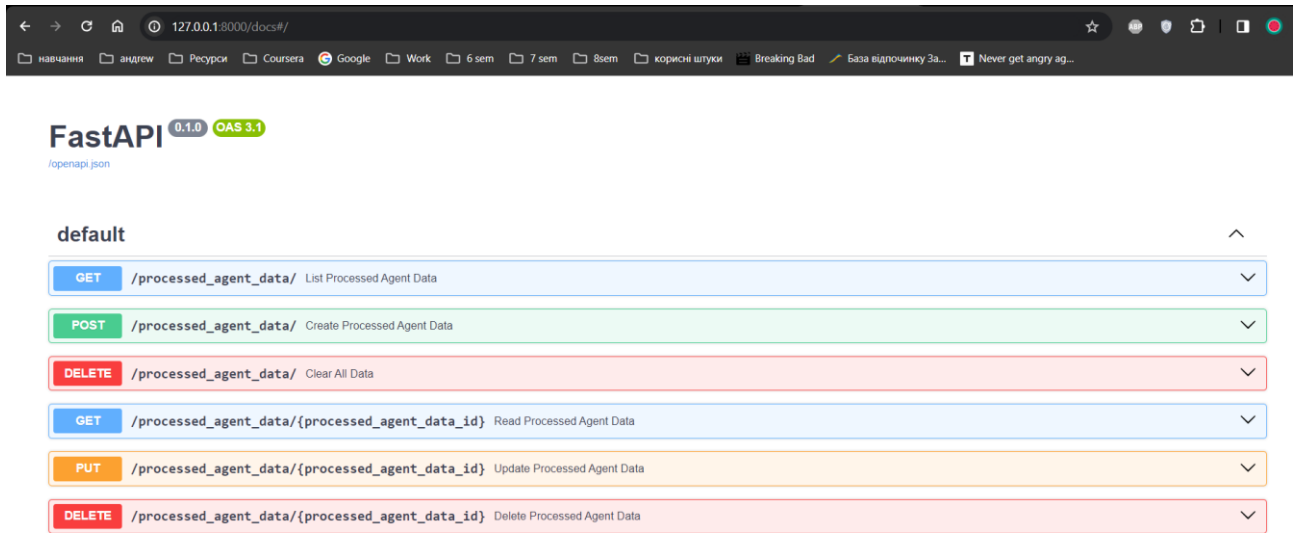 127.0.0.1:8000/docs#/
навчання андгеw Ресурси Coursera Google Work 6 sem 7 sem 8sem корисні штуки Breaking Bad База відпочинку За... Never get angry ag...
FastAPI 0.1.0 OAS 3.1
/openapi.json
default
GET /processed_agent_data/ List Processed Agent Data
POST /processed_agent_data/ Create Processed Agent Data
DELETE /processed_agent_data/ Clear All Data
GET /processed_agent_data/{processed_agent_data_id} Read Processed Agent Data
PUT /processed_agent_data/{processed_agent_data_id} Update Processed Agent Data
DELETE /processed_agent_data/{processed_agent_data_id} Delete Processed Agent Data